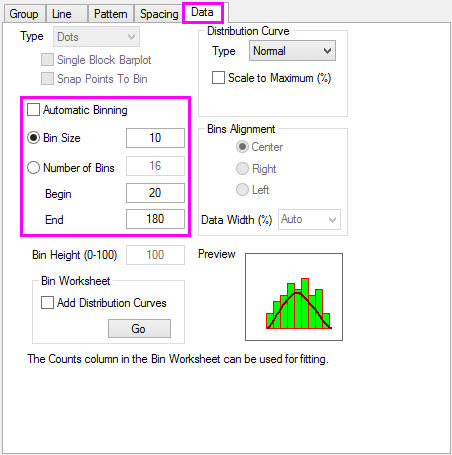 Group Line Pattern Spacing Data
Type Dots
Single Block Barplot
Snap Points To Bin
Automatic Binning
Bin Size 10
Number of Bins 16
Begin 20
End 180
Bin Height (0-100) 100
Bin Worksheet
Add Distribution Curves
Go
Distribution Curve
Type Normal
Scale to Maximum (%)
Bins Alignment
Center
Right
Left
Data Width (%) Auto
Preview
The Counts column in the Bin Worksheet can be used for fitting.